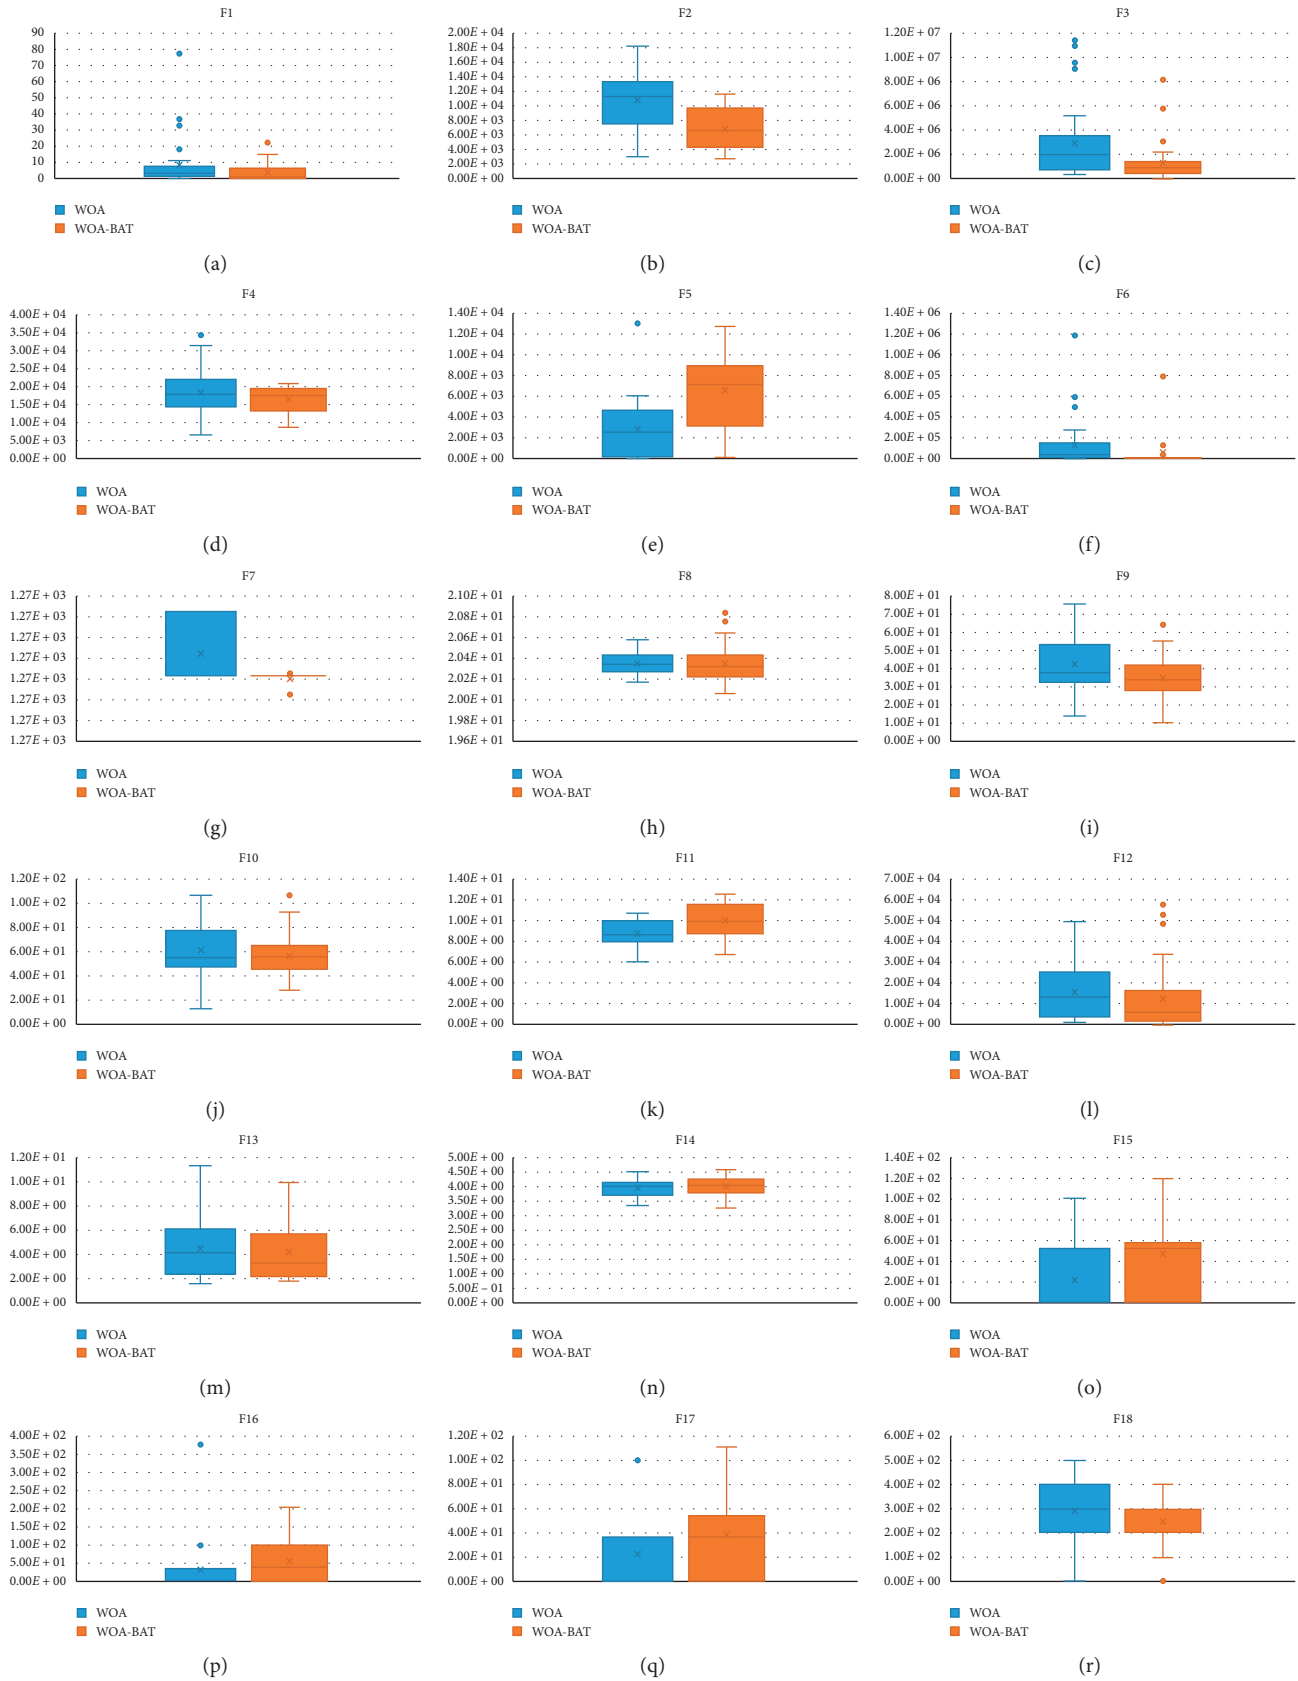 F1
90
80
70
60
50
40
30
20
10
0
WOA
WOA-BAT
(a)
F2
2.00E + 04
1.80E + 04
1.60E + 04
1.40E + 04
1.20E + 04
1.00E + 04
8.00E + 03
6.00E + 03
4.00E + 03
2.00E + 03
0.00E + 00
WOA
WOA-BAT
(b)
F3
1.20E + 07
1.00E + 07
8.00E + 06
6.00E + 06
4.00E + 06
2.00E + 06
0.00E + 00
WOA
WOA-BAT
(c)
F4
4.00E + 04
3.50E + 04
3.00E + 04
2.50E + 04
2.00E + 04
1.50E + 04
1.00E + 04
5.00E + 03
0.00E + 00
WOA
WOA-BAT
(d)
F5
1.40E + 04
1.20E + 04
1.00E + 04
8.00E + 03
6.00E + 03
4.00E + 03
2.00E + 03
0.00E + 00
WOA
WOA-BAT
(e)
F6
1.40E + 06
1.20E + 06
1.00E + 06
8.00E + 05
6.00E + 05
4.00E + 05
2.00E + 05
0.00E + 00
WOA
WOA-BAT
(f)
F7
1.27E + 03
1.27E + 03
1.27E + 03
1.27E + 03
1.27E + 03
1.27E + 03
1.27E + 03
1.27E + 03
WOA
WOA-BAT
(g)
F8
2.10E + 01
2.08E + 01
2.06E + 01
2.04E + 01
2.02E + 01
2.00E + 01
1.98E + 01
1.96E + 01
WOA
WOA-BAT
(h)
F9
8.00E + 01
7.00E + 01
6.00E + 01
5.00E + 01
4.00E + 01
3.00E + 01
2.00E + 01
1.00E + 01
0.00E + 00
WOA
WOA-BAT
(i)
F10
1.20E + 02
1.00E + 02
8.00E + 01
6.00E + 01
4.00E + 01
2.00E + 01
0.00E + 00
WOA
WOA-BAT
(j)
F11
1.40E + 01
1.20E + 01
1.00E + 01
8.00E + 00
6.00E + 00
4.00E + 00
2.00E + 00
0.00E + 00
WOA
WOA-BAT
(k)
F12
7.00E + 04
6.00E + 04
5.00E + 04
4.00E + 04
3.00E + 04
2.00E + 04
1.00E + 04
0.00E + 00
WOA
WOA-BAT
(l)
F13
1.20E + 01
1.00E + 01
8.00E + 00
6.00E + 00
4.00E + 00
2.00E + 00
0.00E + 00
WOA
WOA-BAT
(m)
F14
5.00E + 00
4.50E + 00
4.00E + 00
3.50E + 00
3.00E + 00
2.50E + 00
2.00E + 00
1.50E + 00
1.00E + 00
5.00E − 01
0.00E + 00
WOA
WOA-BAT
(n)
F15
1.40E + 02
1.20E + 02
1.00E + 02
8.00E + 01
6.00E + 01
4.00E + 01
2.00E + 01
0.00E + 00
WOA
WOA-BAT
(o)
F16
4.00E + 02
3.50E + 02
3.00E + 02
2.50E + 02
2.00E + 02
1.50E + 02
1.00E + 02
5.00E + 01
0.00E + 00
WOA
WOA-BAT
(p)
F17
1.20E + 02
1.00E + 02
8.00E + 01
6.00E + 01
4.00E + 01
2.00E + 01
0.00E + 00
WOA
WOA-BAT
(q)
F18
6.00E + 02
5.00E + 02
4.00E + 02
3.00E + 02
2.00E + 02
1.00E + 02
0.00E + 00
WOA
WOA-BAT
(r)